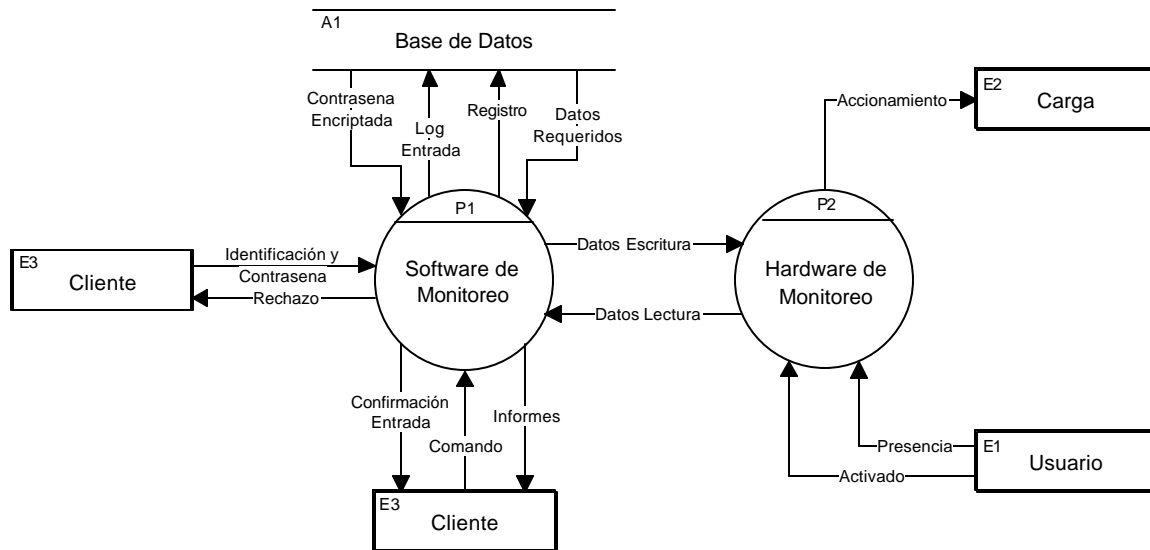 A1
Base de Datos
Contrasena
Encriptada
Log
Entrada
Registro
Datos
Requeridos
Accionamiento
E2
Carga
P1
Software de
Monitoreo
P2
Hardware de
Monitoreo
Datos Escritura
Datos Lectura
E3
Cliente
Identificación y
Contrasena
Rechazo
Confirmación
Entrada
Comando
Informes
E3
Cliente
Presencia
Activado
E1
Usuario